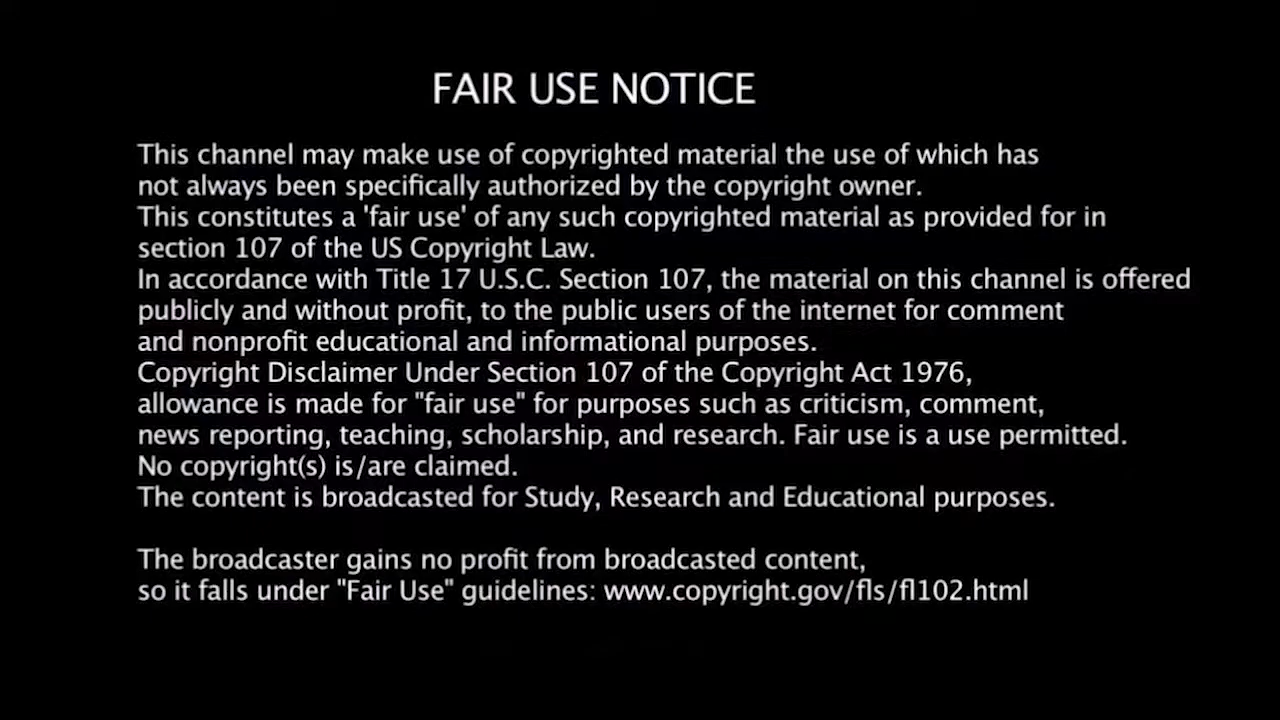 FAIR USE NOTICE
This channel may make use of copyrighted material the use of which has
not always been specifically authorized by the copyright owner.
This constitutes a 'fair use' of any such copyrighted material as provided for in
section 107 of the US Copyright Law.
In accordance with Title 17 U.S.C. Section 107, the material on this channel is offered
publicly and without profit, to the public users of the internet for comment
and nonprofit educational and informational purposes.
Copyright Disclaimer Under Section 107 of the Copyright Act 1976,
allowance is made for "fair use" for purposes such as criticism, comment,
news reporting, teaching, scholarship, and research. Fair use is a use permitted.
No copyright(s) is/are claimed.
The content is broadcasted for Study, Research and Educational purposes.
The broadcaster gains no profit from broadcasted content,
so it falls under "Fair Use" guidelines: www.copyright.gov/fls/fl102.html